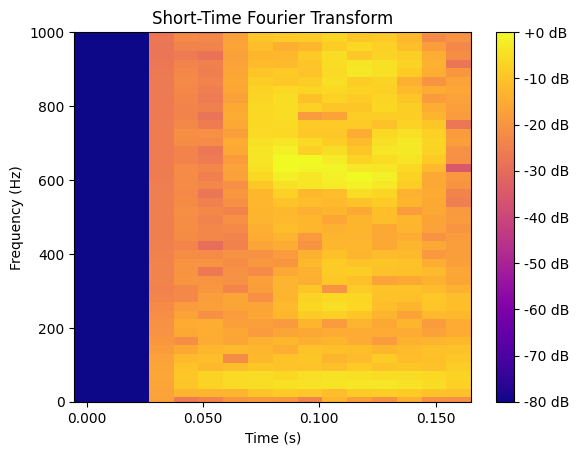 Short-Time Fourier Transform
1000
800
600
400
200
0
Frequency (Hz)
0.000
0.050
0.100
0.150
Time (s)
+0 dB
-10 dB
-20 dB
-30 dB
-40 dB
-50 dB
-60 dB
-70 dB
-80 dB